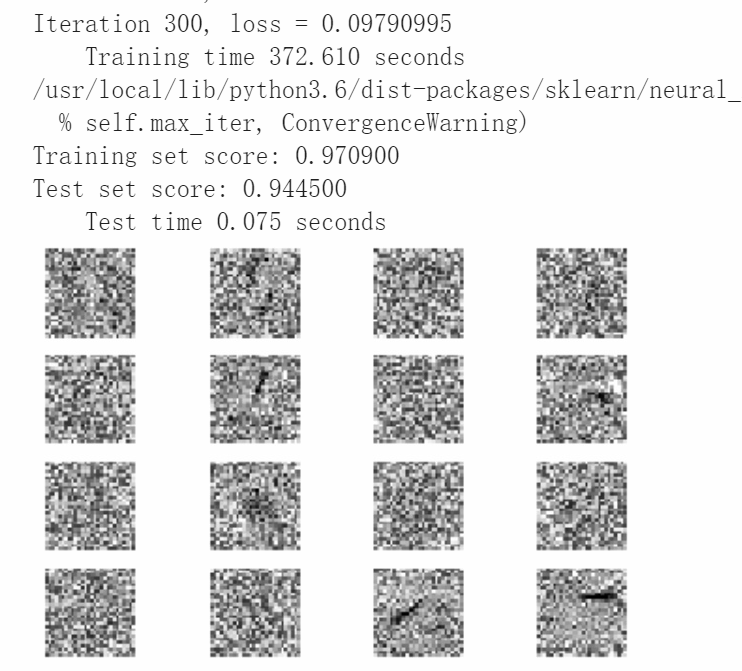 Iteration 300, loss = 0.09790995
Training time 372.610 seconds
/usr/local/lib/python3.6/dist-packages/sklearn/neural_
% self.max_iter, ConvergenceWarning)
Training set score: 0.970900
Test set score: 0.944500
Test time 0.075 seconds